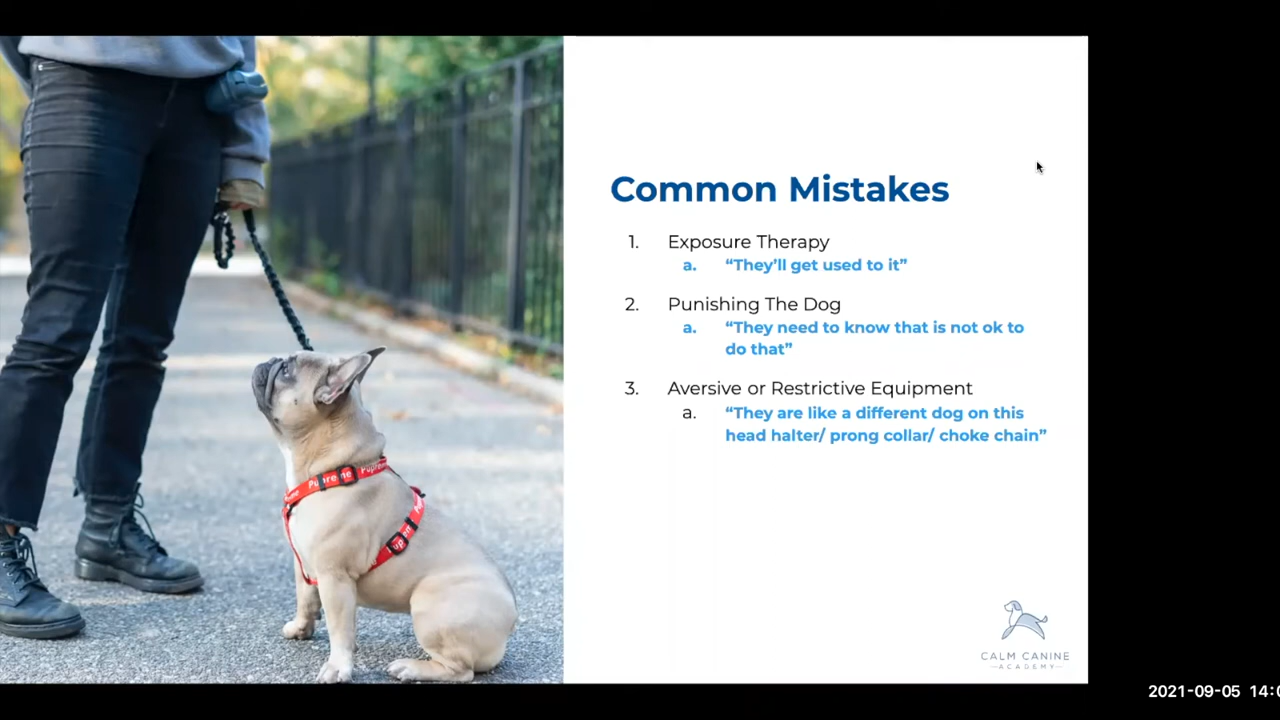 Common Mistakes
1. Exposure Therapy
a. “They’ll get used to it”
2. Punishing The Dog
a. “They need to know that is not ok to
do that”
3. Aversive or Restrictive Equipment
a. “They are like a different dog on this
head halter/ prong collar/ choke chain”
Pupreme
CALM CANINE
ACADEMY
2021-09-05 14:0